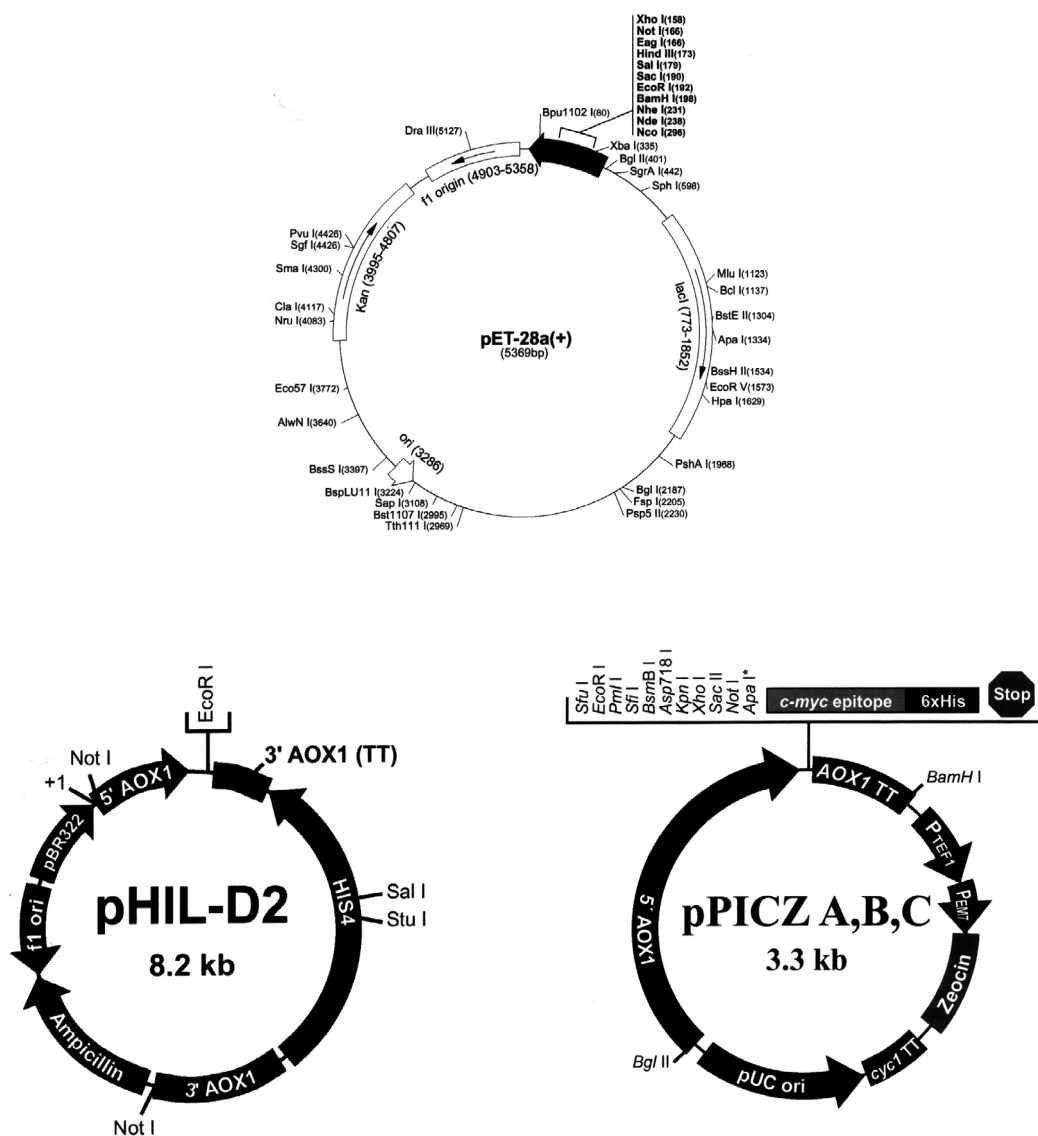 Xho I(158)
Not I(166)
Eag I(166)
Hind III(173)
Sal I(179)
Sac I(190)
EcoR I(192)
BamH I(198)
Nhe I(231)
Nde I(238)
Nco I(296)
Bpu1102 I(80)
Dra III(5127)
Xba I(335)
Bgl II(401)
SgrA I(442)
Sph I(598)
f1 origin (4903-5358)
Pvu I(4426)
Sgf I(4426)
Sma I(4300)
Kan (3995-4807)
Cla I(4117)
Nru I(4083)
Mlu I(1123)
Bcl I(1137)
BstE II(1304)
Apa I(1334)
lacI (773-1852)
BssH II(1534)
EcoR V(1573)
Hpa I(1629)
pET-28a(+)
(5369bp)
Eco57 I(3772)
AlwN I(3640)
ori (3286)
BssS I(3397)
BspLU11 I(3224)
Sap I(3108)
Bst1107 I(2995)
Tth111 I(2969)
PshA I(1968)
Bgl I(2187)
Fsp I(2205)
Psp5 II(2230)
EcoR I
Not I
+1
5' AOX1
3' AOX1 (TT)
pBR322
f1 ori
HIS4
Sal I
Stu I
pHIL-D2
8.2 kb
Ampicillin
3' AOX1
Not I
Sfu I
EcoR I
Pml I
Sfi I
BsmB I
Asp718 I
Kpn I
Xho I
Sac II
Not I
Apa I*
c-myc epitope
6xHis
Stop
AOX1 TT
BamH I
PTEF1
PEM7
5' AOX1
pPICZ A,B,C
3.3 kb
Zeocin
Bgl II
pUC ori
cyc1 TT